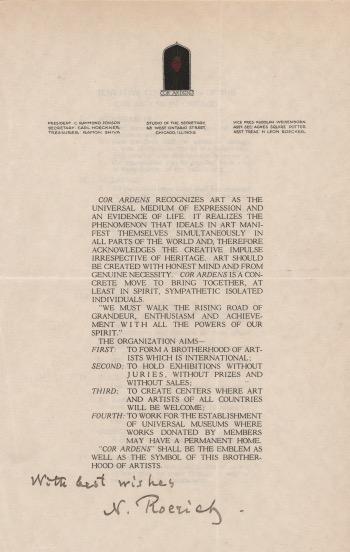 COR ARDENS
PRESIDENT C. RAYMOND JONSON
SECRETARY CARL HOECKNER,
TREASURER, RAMON SHIVA
STUDIO OF THE SECRETARY,
68 WEST ONTARIO STREET,
CHICAGO, ILLINOIS
VICE PRES. RUDOLPH WEISENBORN
ASST. SEC. AGNES SQUIRE POTTER
ASST. TREAS. H. LEON ROECKER.
COR ARDENS RECOGNIZES ART AS THE
UNIVERSAL MEDIUM OF EXPRESSION AND
AN EVIDENCE OF LIFE. IT REALIZES THE
PHENOMENON THAT IDEALS IN ART MANI-
FEST THEMSELVES SIMULTANEOUSLY IN
ALL PARTS OF THE WORLD AND, THEREFORE
ACKNOWLEDGES THE CREATIVE IMPULSE
IRRESPECTIVE OF HERITAGE. ART SHOULD
BE CREATED WITH HONEST MIND AND FROM
GENUINE NECESSITY. COR ARDENS IS A CON-
CRETE MOVE TO BRING TOGETHER, AT
LEAST IN SPIRIT, SYMPATHETIC ISOLATED
INDIVIDUALS.
"WE MUST WALK THE RISING ROAD OF
GRANDEUR, ENTHUSIASM AND ACHIEVE-
MENT WITH ALL THE POWERS OF OUR
SPIRIT."
THE ORGANIZATION AIMS—
FIRST: TO FORM A BROTHERHOOD OF ART-
ISTS WHICH IS INTERNATIONAL;
SECOND: TO HOLD EXHIBITIONS WITHOUT
JURIES, WITHOUT PRIZES AND
WITHOUT SALES;
THIRD: TO CREATE CENTERS WHERE ART
AND ARTISTS OF ALL COUNTRIES
WILL BE WELCOME;
FOURTH: TO WORK FOR THE ESTABLISHMENT
OF UNIVERSAL MUSEUMS WHERE
WORKS DONATED BY MEMBERS
MAY HAVE A PERMANENT HOME.
"COR ARDENS" SHALL BE THE EMBLEM AS
WELL AS THE SYMBOL OF THIS BROTHER-
HOOD OF ARTISTS.
With best wishes
N. Roerich.